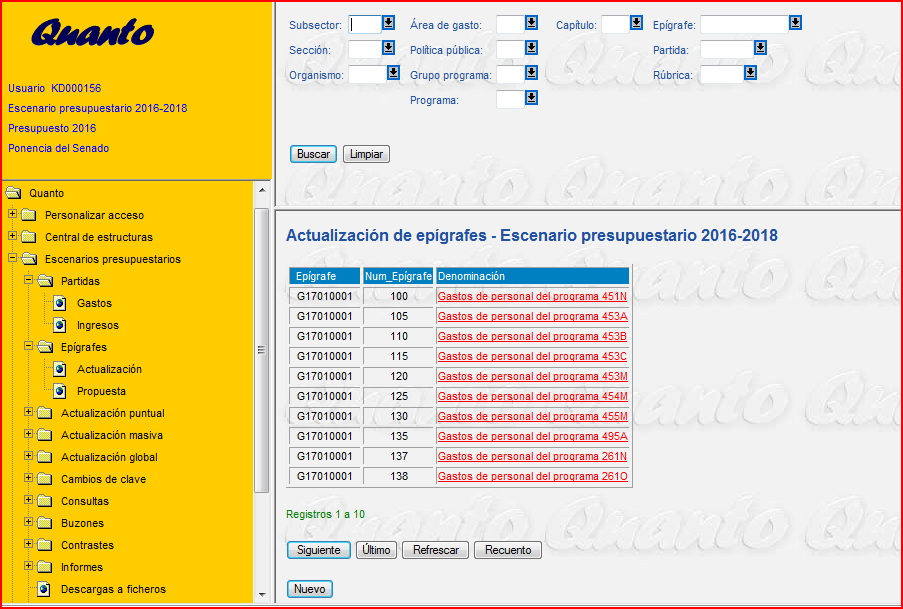 Quanto
Usuario KD000156
Escenario presupuestario 2016-2018
Presupuesto 2016
Ponencia del Senado
Quanto
Personalizar acceso
Central de estructuras
Escenarios presupuestarios
Partidas
Gastos
Ingresos
Epígrafes
Actualización
Propuesta
Actualización puntual
Actualización masiva
Actualización global
Cambios de clave
Consultas
Buzones
Contrastes
Informes
Descargas a ficheros
Subsector: Área de gasto: Capítulo: Epígrafe:
Sección: Política pública: Partida:
Organismo: Grupo programa: Rúbrica:
Programa:
Buscar Limpiar
Actualización de epígrafes - Escenario presupuestario 2016-2018
Epígrafe Num_Epígrafe Denominación
G17010001 100 Gastos de personal del programa 451N
G17010001 105 Gastos de personal del programa 453A
G17010001 110 Gastos de personal del programa 453B
G17010001 115 Gastos de personal del programa 453C
G17010001 120 Gastos de personal del programa 453M
G17010001 125 Gastos de personal del programa 454M
G17010001 130 Gastos de personal del programa 455M
G17010001 135 Gastos de personal del programa 495A
G17010001 137 Gastos de personal del programa 261N
G17010001 138 Gastos de personal del programa 261O
Registros 1 a 10
Siguiente Último Refrescar Recuento
Nuevo